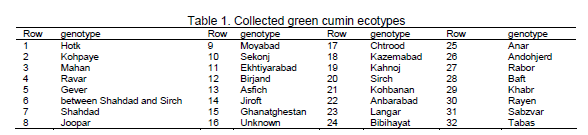 Table 1. Collected green cumin ecotypes
Row genotype Row genotype Row genotype Row genotype
1 Hotk 9 Moyabad 17 Chtrood 25 Anar
2 Kohpaye 10 Sekonj 18 Kazemabad 26 Andohjerd
3 Mahan 11 Ekhtiyarabad 19 Kahnoj 27 Rabor
4 Ravar 12 Birjand 20 Sirch 28 Baft
5 Gever 13 Asfich 21 Kohbanan 29 Khabr
6 between Shahdad and Sirch 14 Jiroft 22 Anbarabad 30 Rayen
7 Shahdad 15 Ghanatghestan 23 Langar 31 Sabzvar
8 Joopar 16 Unknown 24 Bibihayat 32 Tabas